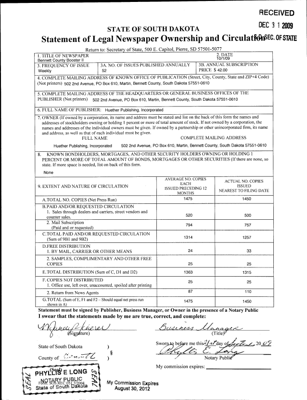 RECEIVED
DEC 11 2009
S.D. SEC. OF STATE
STATE OF SOUTH DAKOTA
Statement of Legal Newspaper Ownership and Circulation
Return to: Secretary of State, 500 E. Capitol, Pierre, SD 57501-5077
1. TITLE OF NEWSPAPER
Bennett County Booster II
2. DATE
10/1/09
3. FREQUENCY OF ISSUE
Weekly
3A. NO. OF ISSUES PUBLISHED ANNUALLY
52
3B. ANNUAL SUBSCRIPTION
PRICE $ 42.00
4. COMPLETE MAILING ADDRESS OF KNOWN OFFICE OF PUBLICATION (Street, City, County, State and ZIP+4 Code)
(Not printers) 502 2nd Avenue, PO Box 610, Martin, Bennett County, South Dakota 57551-0610
5. COMPLETE MAILING ADDRESS OF THE HEADQUARTERS OR GENERAL BUSINESS OFFICES OF THE
PUBLISHER (Not printers) 502 2nd Avenue, PO Box 610, Martin, Bennett County, South Dakota 57551-0610
6. FULL NAME OF PUBLISHER: Huether Publishing, Incorporated
7. OWNER (If owned by a corporation, its name and address must be stated and list on the back of this form the names and
addresses of stockholders owning or holding 1 percent or more of total amount of stock. If not owned by a corporation, the
names and addresses of the individual owners must be given. If owned by a partnership or other unincorporated firm, its name
and address, as well as that of each individual must be given.
FULL NAME COMPLETE MAILING ADDRESS
Huether Publishing, Incorporated 502 2nd Avenue, PO Box 610, Martin, Bennett County, South Dakota 57551-0610
8. KNOWN BONDHOLDERS, MORTGAGES, AND OTHER SECURITY HOLDERS OWNING OR HOLDING 1
PERCENT OR MORE OF TOTAL AMOUNT OF BONDS, MORTGAGES OR OTHER SECURITIES If there are none, so
state. If more space is needed, list on back of this form.
None
9. EXTENT AND NATURE OF CIRCULATION
AVERAGE NO. COPIES
EACH
ISSUED PRECEDING 12
MONTHS
ACTUAL NO. COPIES
ISSUED
NEAREST TO FILING DATE
A. TOTAL NO. COPIES (Net Press Run) 1475 1450
B. PAID AND/OR REQUESTED CIRCULATION
1. Sales through dealers and carriers, street vendors and
counter sales. 520 500
2. Mail Subscription
(Paid and or requested) 794 757
C. TOTAL PAID AND/OR REQUESTED CIRCULATION
(Sum of 9B1 and 9B2) 1314 1257
D. FREE DISTRIBUTION
1. BY MAIL, CARRIER OR OTHER MEANS 24 33
2. SAMPLES, COMPLIMENTARY AND OTHER FREE
COPIES 25 25
E. TOTAL DISTRIBUTION (Sum of C, D1 and D2) 1363 1315
F. COPIES NOT DISTRIBUTED
1. Office use, left over, unaccounted, spoiled after printing 25 25
2. Return from News Agents 87 110
G. TOTAL (Sum of E, F1 and F2 - Should equal net press run
shown in A) 1475 1450
Statement must be signed by Publisher, Business Manager, or Owner in the presence of a Notary Public
I swear that the statements made by me are true, correct, and complete:
Business Manager
(Signature) (Title)
State of South Dakota
County of
Phyllis E Long
Notary Public
My commission expires:
PHYLLIS E LONG
NOTARY PUBLIC
State of South Dakota
My Commission Expires
August 30, 2012